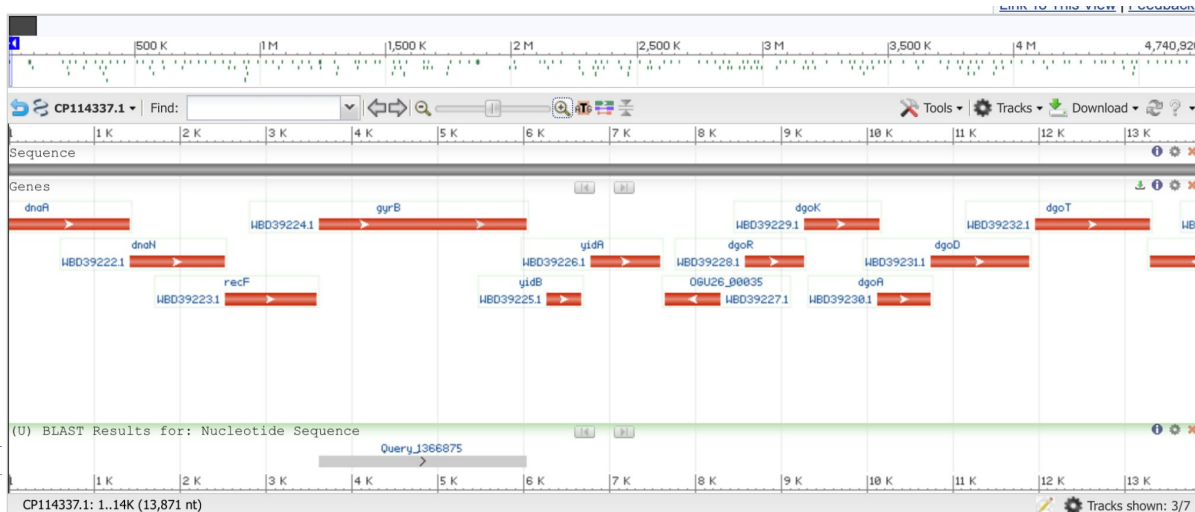 Link To This View | Feedback
500 K 1 M 1,500 K 2 M 2,500 K 3 M 3,500 K 4 M 4,740,920
CP114337.1 Find: ATG Tools Tracks Download ?
1 1 K 2 K 3 K 4 K 5 K 6 K 7 K 8 K 9 K 10 K 11 K 12 K 13 K
Sequence
Genes
dnaA gyrB dgoK dgoT
WBD39224.1 WBD39229.1 WBD39232.1 WB
dnaN yidA dgoR dgoD
WBD39222.1 WBD39226.1 WBD39228.1 WBD39231.1
recF yidB OGU26_00035 dgoA
WBD39223.1 WBD39225.1 WBD39227.1 WBD39230.1
(U) BLAST Results for: Nucleotide Sequence
Query_1366875
1 1 K 2 K 3 K 4 K 5 K 6 K 7 K 8 K 9 K 10 K 11 K 12 K 13 K
CP114337.1: 1..14K (13,871 nt) Tracks shown: 3/7